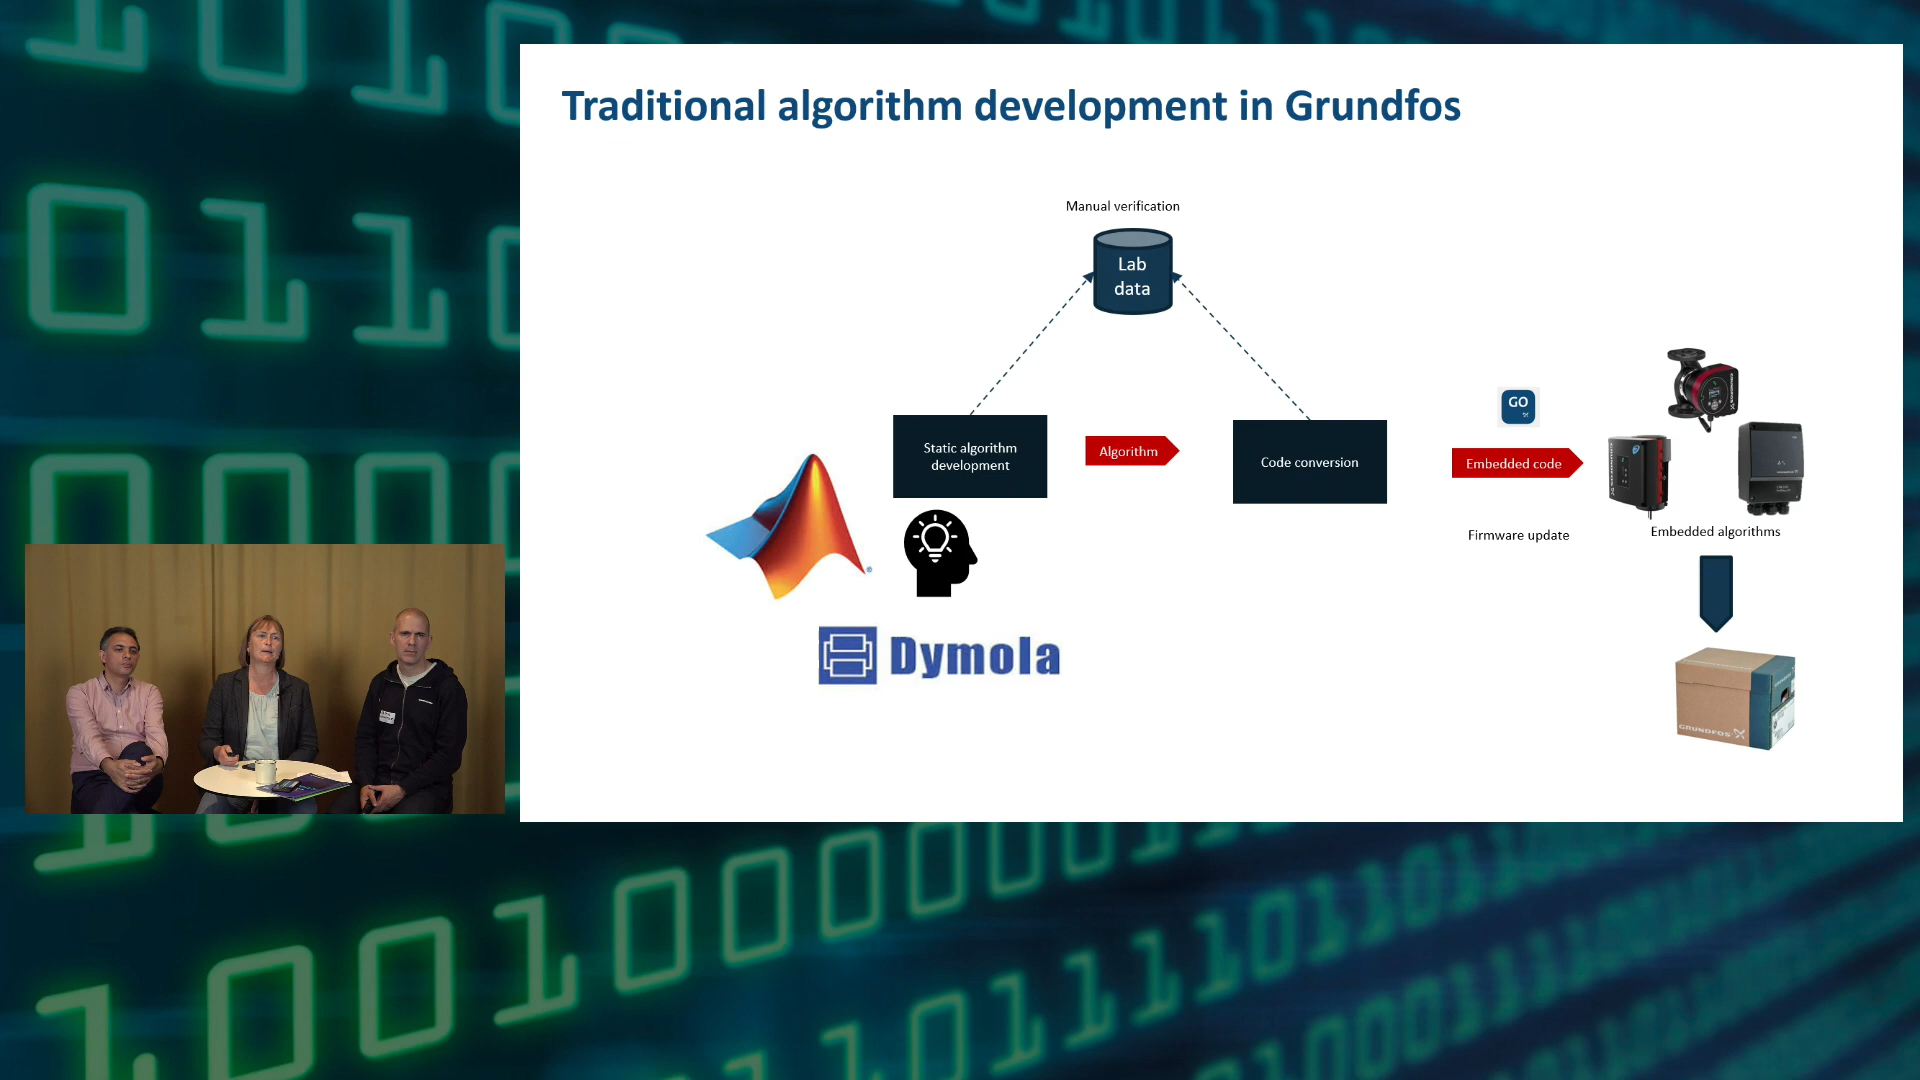 Traditional algorithm development in Grundfos
Manual verification
Lab
data
Static algorithm
development
Algorithm
Code conversion
GO
Embedded code
Firmware update
Embedded algorithms
Dymola
GRUNDFOS